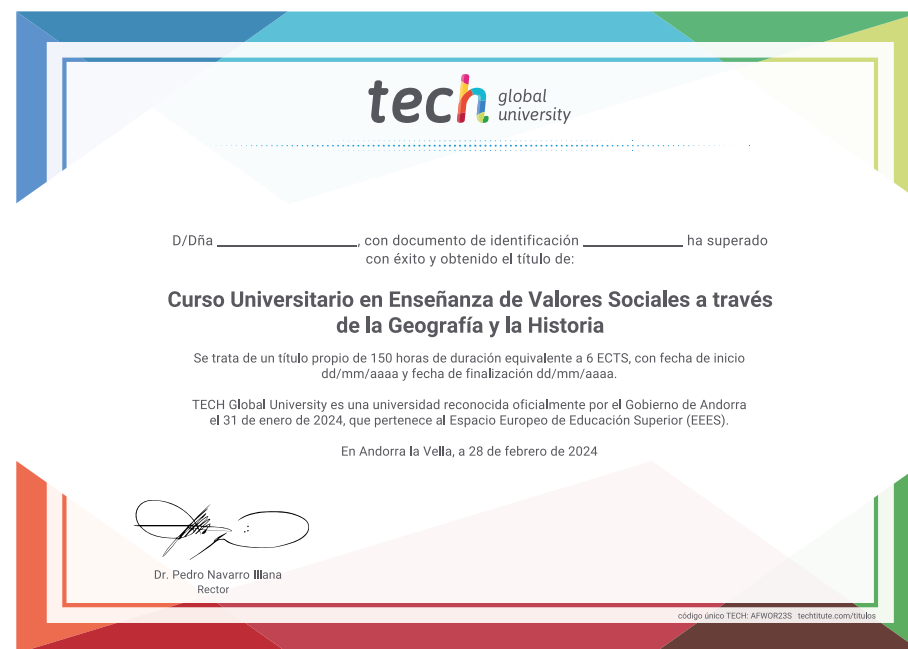 tech global
university
D/Dña ____________________, con documento de identificación ______________ ha superado
con éxito y obtenido el título de:
Curso Universitario en Enseñanza de Valores Sociales a través
de la Geografía y la Historia
Se trata de un título propio de 150 horas de duración equivalente a 6 ECTS, con fecha de inicio
dd/mm/aaaa y fecha de finalización dd/mm/aaaa.
TECH Global University es una universidad reconocida oficialmente por el Gobierno de Andorra
el 31 de enero de 2024, que pertenece al Espacio Europeo de Educación Superior (EEES).
En Andorra la Vella, a 28 de febrero de 2024
Dr. Pedro Navarro Illana
Rector
código único TECH: AFWOR23S techtitute.com/titulos